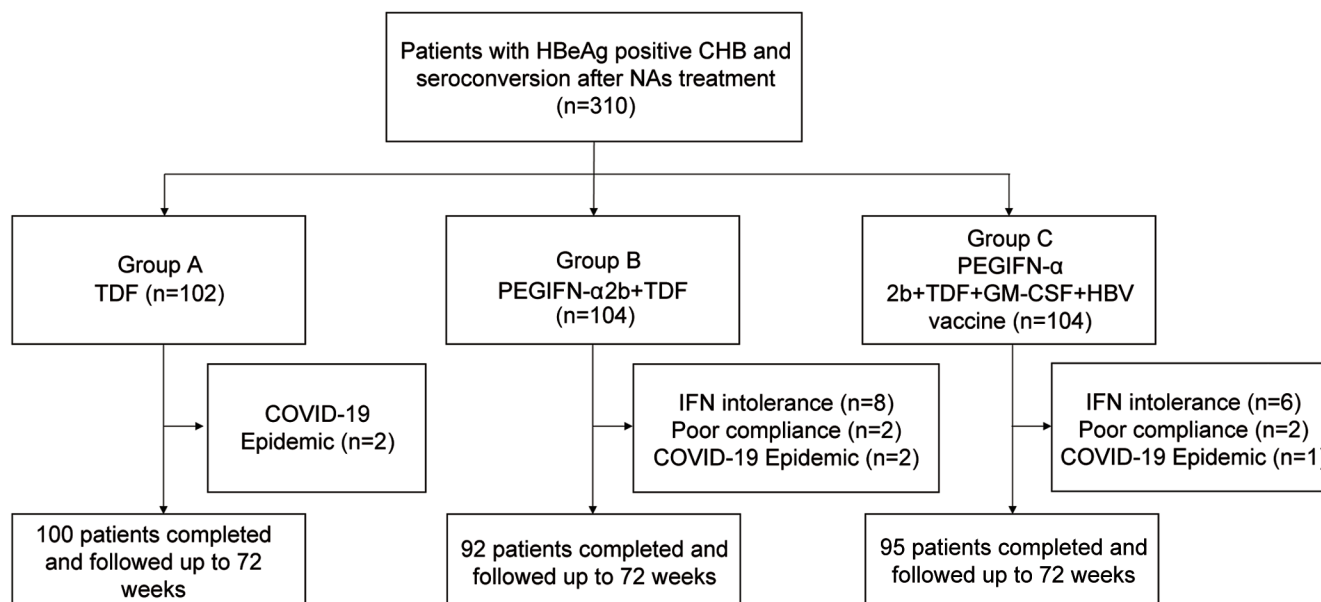 Patients with HBeAg positive CHB and
seroconversion after NAs treatment
(n=310)
Group A
TDF (n=102)
Group B
PEGIFN-α2b+TDF
(n=104)
Group C
PEGIFN-α
2b+TDF+GM-CSF+HBV
vaccine (n=104)
COVID-19
Epidemic (n=2)
IFN intolerance (n=8)
Poor compliance (n=2)
COVID-19 Epidemic (n=2)
IFN intolerance (n=6)
Poor compliance (n=2)
COVID-19 Epidemic (n=1)
100 patients completed
and followed up to 72
weeks
92 patients completed and
followed up to 72 weeks
95 patients completed and
followed up to 72 weeks